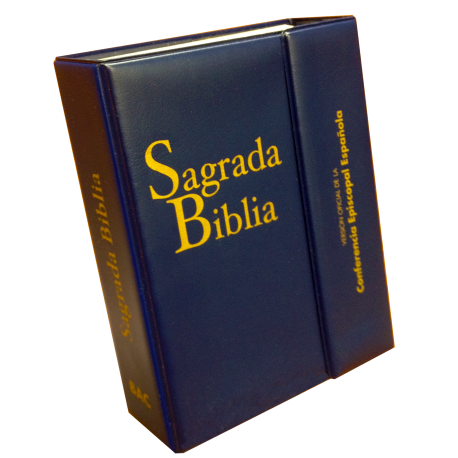 Sagrada
Biblia
VERSIÓN OFICIAL DE LA
Conferencia Episcopal Española
Sagrada Biblia
BAC